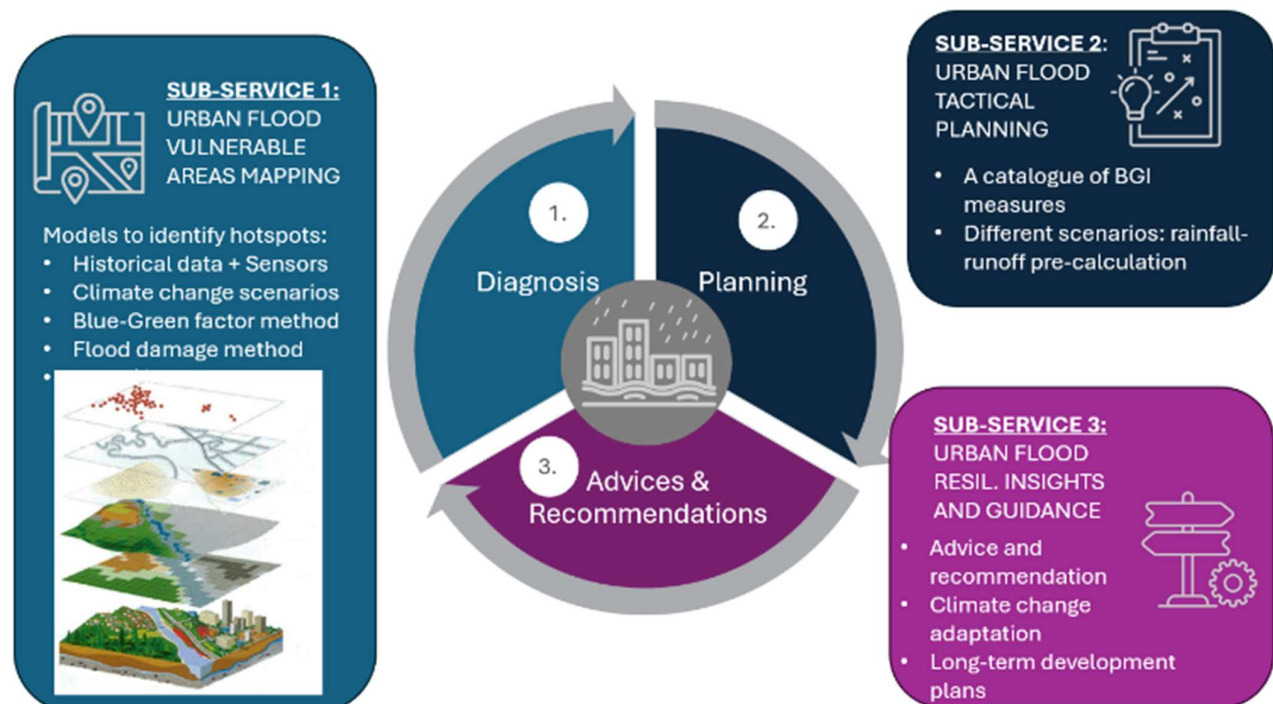 SUB-SERVICE 1:
URBAN FLOOD
VULNERABLE
AREAS MAPPING
Models to identify hotspots:
• Historical data + Sensors
• Climate change scenarios
• Blue-Green factor method
• Flood damage method
•
1.
Diagnosis
2.
Planning
3.
Advices &
Recommendations
SUB-SERVICE 2:
URBAN FLOOD
TACTICAL
PLANNING
• A catalogue of BGI
measures
• Different scenarios: rainfall-
runoff pre-calculation
SUB-SERVICE 3:
URBAN FLOOD
RESIL. INSIGHTS
AND GUIDANCE
• Advice and
recommendation
• Climate change
adaptation
• Long-term development
plans